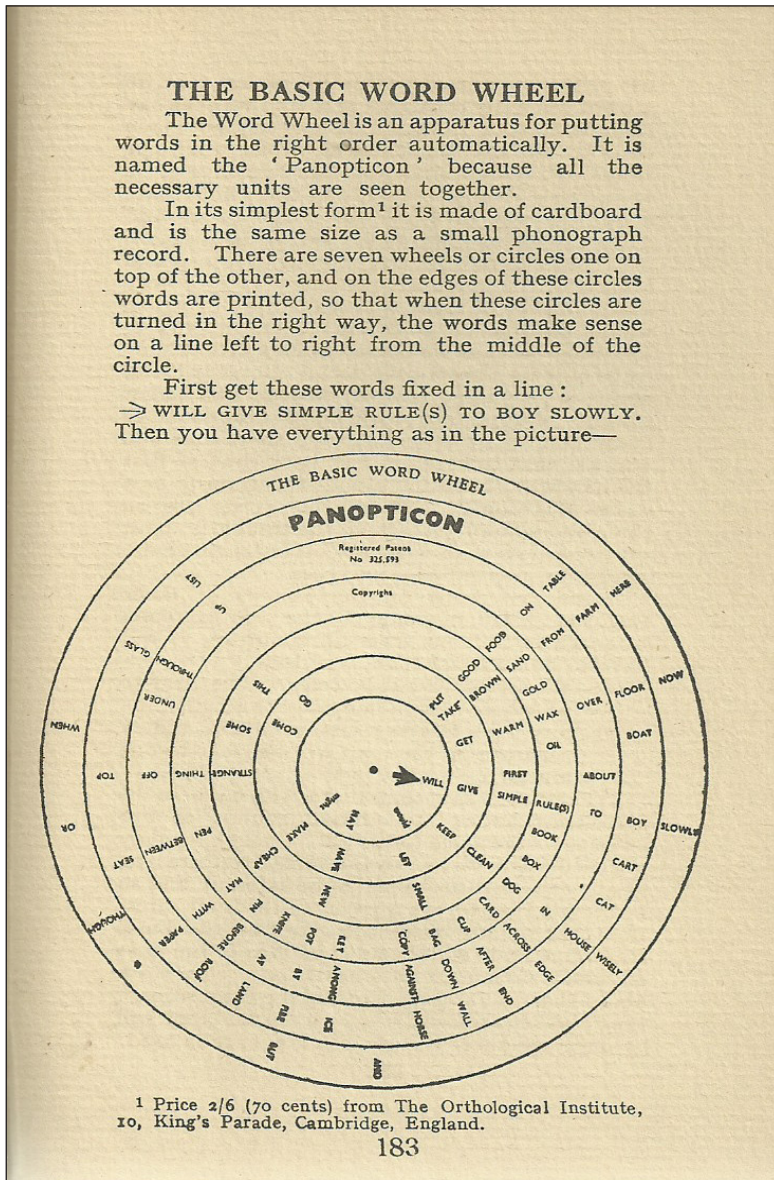 THE BASIC WORD WHEEL
The Word Wheel is an apparatus for putting
words in the right order automatically. It is
named the ‘Panopticon’ because all the
necessary units are seen together.
In its simplest form¹ it is made of cardboard
and is the same size as a small phonograph
record. There are seven wheels or circles one on
top of the other, and on the edges of these circles
words are printed, so that when these circles are
turned in the right way, the words make sense
on a line left to right from the middle of the
circle.
First get these words fixed in a line :
→ WILL GIVE SIMPLE RULE(S) TO BOY SLOWLY.
Then you have everything as in the picture—
THE BASIC WORD WHEEL
PANOPTICON
Registered Patent
No 325,593
Copyright
HERB
NOW
SLOWLY
WISELY
AND
BUT
IF
THOUGH
OR
WHEN
TABLE
FARM
FLOOR
BOAT
BOY
CART
CAT
HOUSE
EDGE
END
WALL
HORSE
ICE
LAND
ROOF
PAPER
SEAT
TOP
GLASS
LIST
ON
FROM
OVER
ABOUT
TO
IN
ACROSS
AFTER
DOWN
AGAINST
AMONG
BY
AT
BEFORE
WITH
BETWEEN
OFF
UNDER
THROUGH
UP
FOOD
SAND
GOLD
WAX
OIL
RULE(S)
BOOK
BOX
DOG
CARD
CUP
BAG
COPY
KEY
POT
KNIFE
PIN
HAT
PEN
THING
GOOD
BROWN
WARM
FIRST
SIMPLE
CLEAN
SMALL
NEW
CHEAP
STRANGE
SOME
THIS
PUT
TAKE
GET
GIVE
KEEP
LET
HAVE
MAKE
COME
GO
WILL
MAY
might
¹ Price 2/6 (70 cents) from The Orthological Institute,
10, King's Parade, Cambridge, England.
183